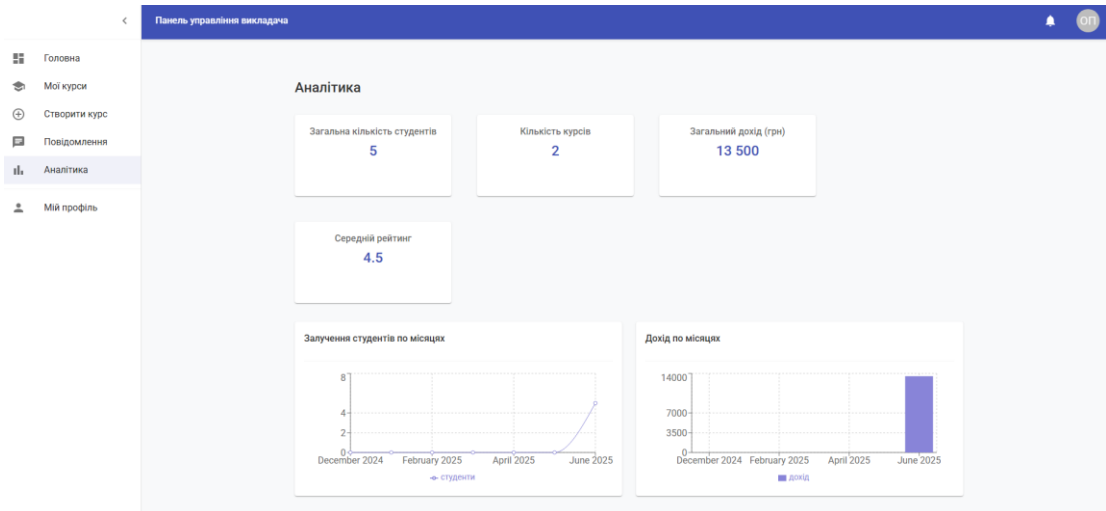 Панель управління викладача
ОП
Головна
Мої курси
Створити курс
Повідомлення
Аналітика
Мій профіль
Аналітика
Загальна кількість студентів
5
Кількість курсів
2
Загальний дохід (грн)
13 500
Середній рейтинг
4.5
Залучення студентів по місяцях
8
4
2
0
December 2024 February 2025 April 2025 June 2025
студенти
Дохід по місяцях
14000
7000
3500
0
December 2024 February 2025 April 2025 June 2025
дохід